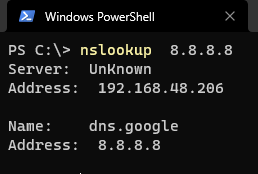 Windows PowerShell
PS C:\> nslookup  8.8.8.8
Server:  UnKnown
Address:  192.168.48.206

Name:    dns.google
Address:  8.8.8.8